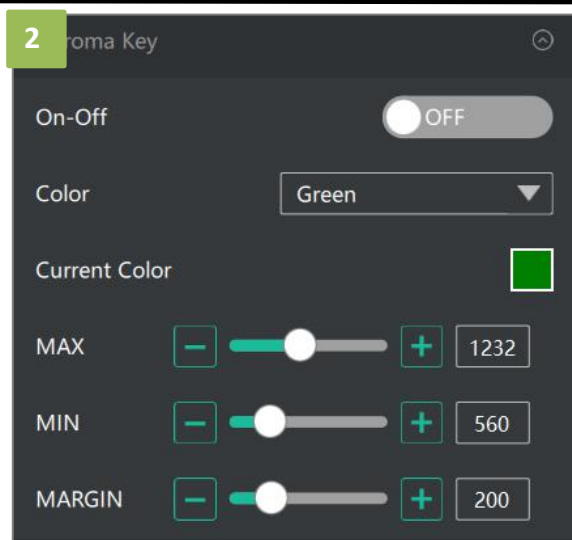 2 roma Key
On-Off OFF
Color Green
Current Color
MAX 1232
MIN 560
MARGIN 200